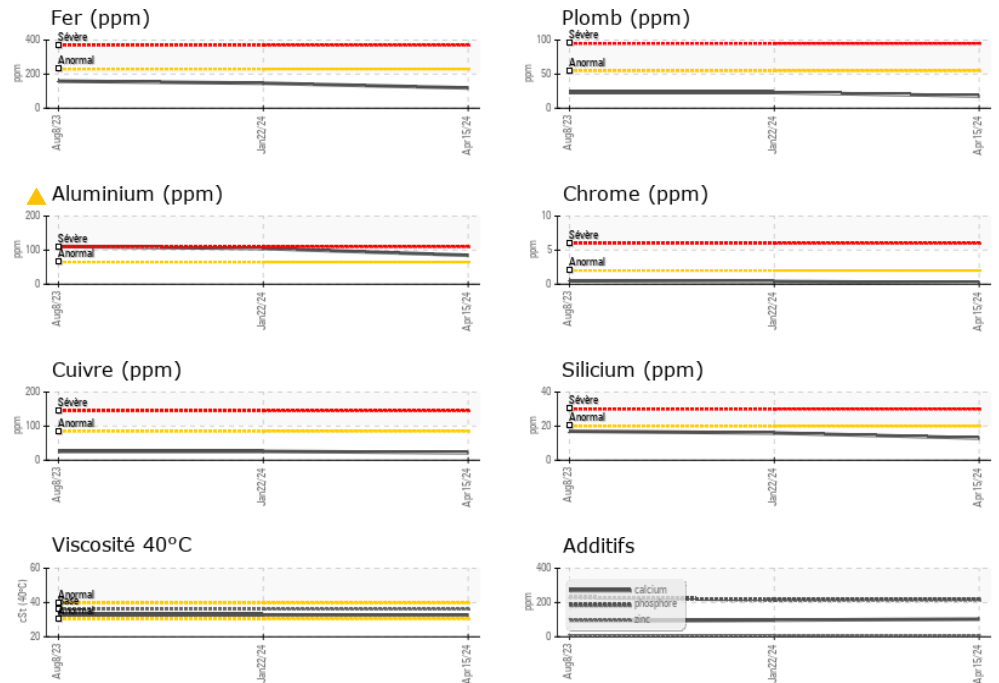 Fer (ppm)
400
200
0
ppm
Sévère
Anormal
Aug8/23
Jan22/24
Apr15/24
Plomb (ppm)
100
50
0
ppm
Sévère
Anormal
Aug8/23
Jan22/24
Apr15/24
Aluminium (ppm)
200
100
0
ppm
Sévère
Anormal
Aug8/23
Jan22/24
Apr15/24
Chrome (ppm)
10
5
0
ppm
Sévère
Anormal
Aug8/23
Jan22/24
Apr15/24
Cuivre (ppm)
200
100
0
ppm
Sévère
Anormal
Aug8/23
Jan22/24
Apr15/24
Silicium (ppm)
40
20
0
ppm
Sévère
Anormal
Aug8/23
Jan22/24
Apr15/24
Viscosité 40°C
60
40
20
cSt (40°C)
Anormal
Base
Anormal
Aug8/23
Jan22/24
Apr15/24
Additifs
400
200
0
ppm
calcium
phosphore
zinc
Aug8/23
Jan22/24
Apr15/24